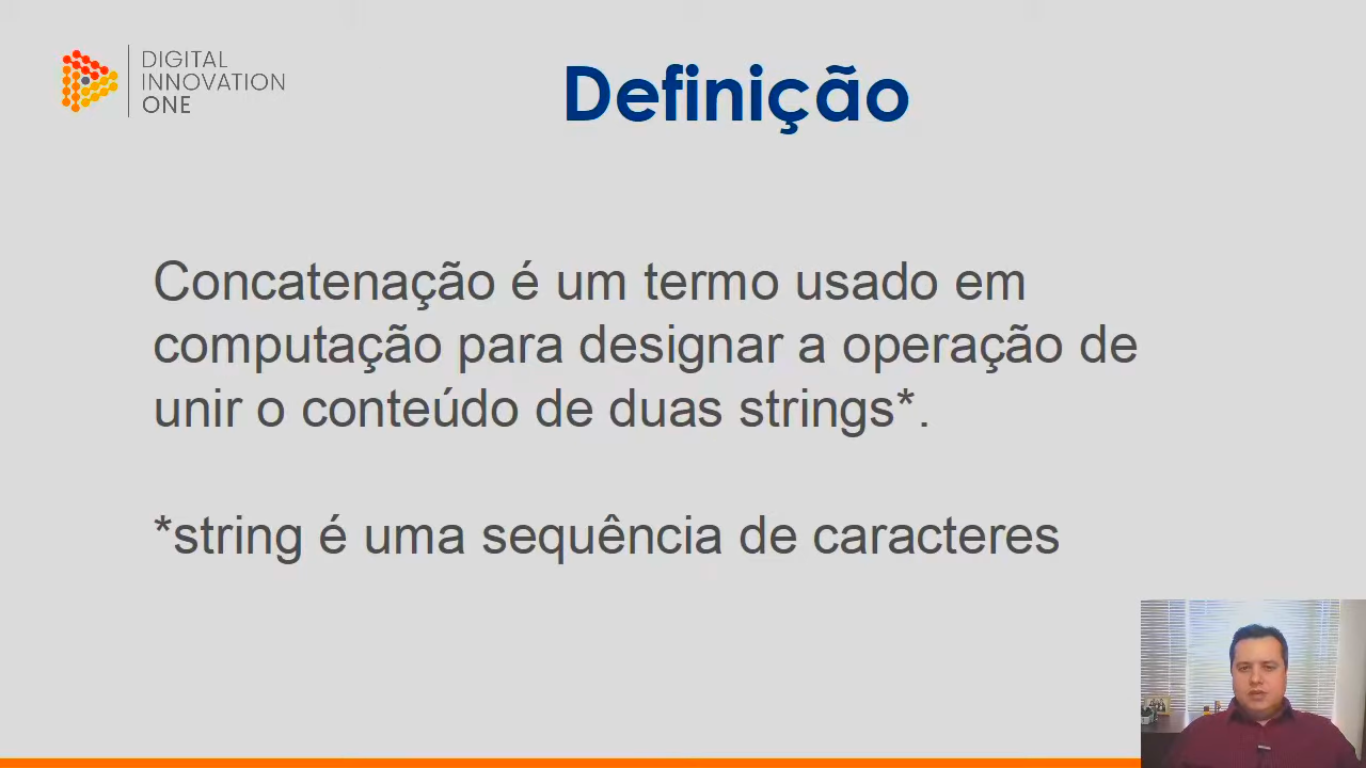 DIGITAL
INNOVATION
ONE
Definição
Concatenação é um termo usado em
computação para designar a operação de
unir o conteúdo de duas strings*.
*string é uma sequência de caracteres